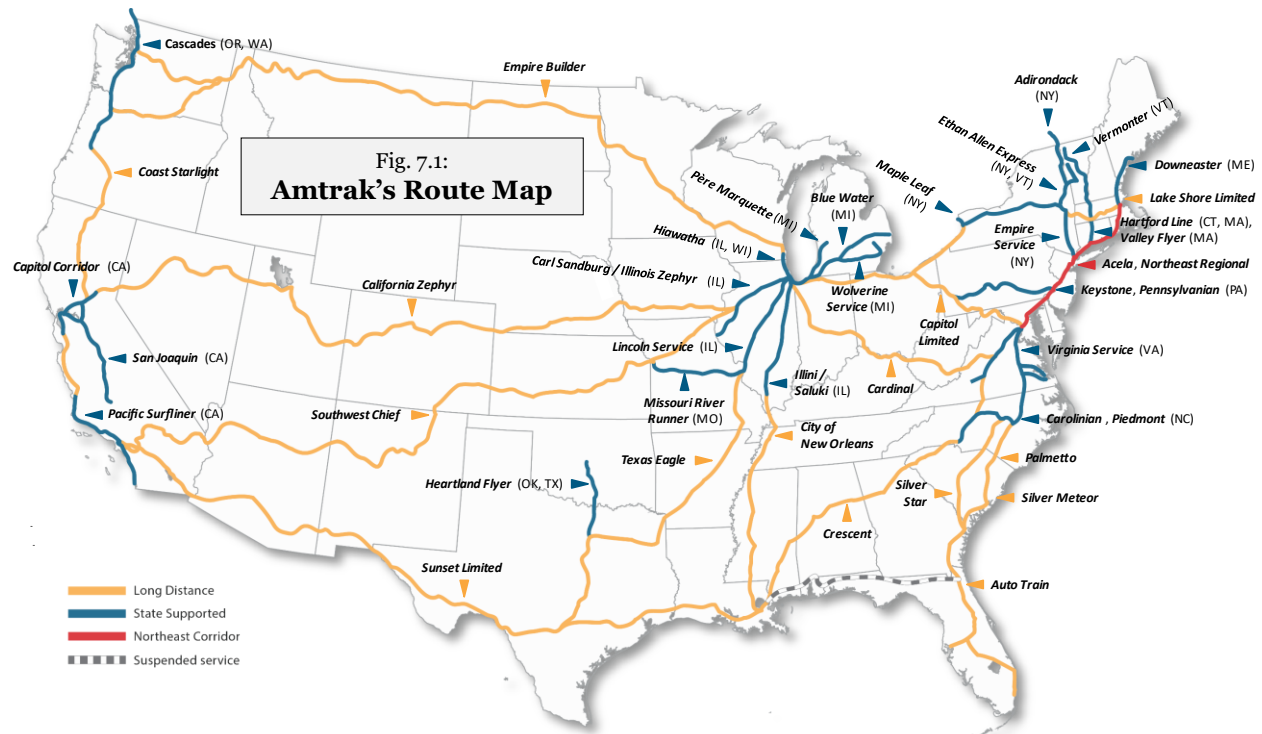 Fig. 7.1:
Amtrak's Route Map
Cascades (OR, WA)
Empire Builder
Coast Starlight
Capitol Corridor (CA)
California Zephyr
San Joaquin (CA)
Pacific Surfliner (CA)
Southwest Chief
Heartland Flyer (OK, TX)
Sunset Limited
Texas Eagle
Missouri River
Runner (MO)
Lincoln Service (IL)
Carl Sandburg / Illinois Zephyr (IL)
Hiawatha (IL, WI)
Père Marquette (MI)
Blue Water
(MI)
Wolverine
Service (MI)
Illini /
Saluki (IL)
City of
New Orleans
Cardinal
Capitol
Limited
Maple Leaf
(NY)
Ethan Allen Express
(NY, VT)
Adirondack
(NY)
Vermonter (VT)
Downeaster (ME)
Lake Shore Limited
Hartford Line (CT, MA),
Valley Flyer (MA)
Empire
Service
(NY)
Acela, Northeast Regional
Keystone, Pennsylvanian (PA)
Virginia Service (VA)
Carolinian, Piedmont (NC)
Palmetto
Silver
Star
Silver Meteor
Crescent
Auto Train
Long Distance
State Supported
Northeast Corridor
Suspended service